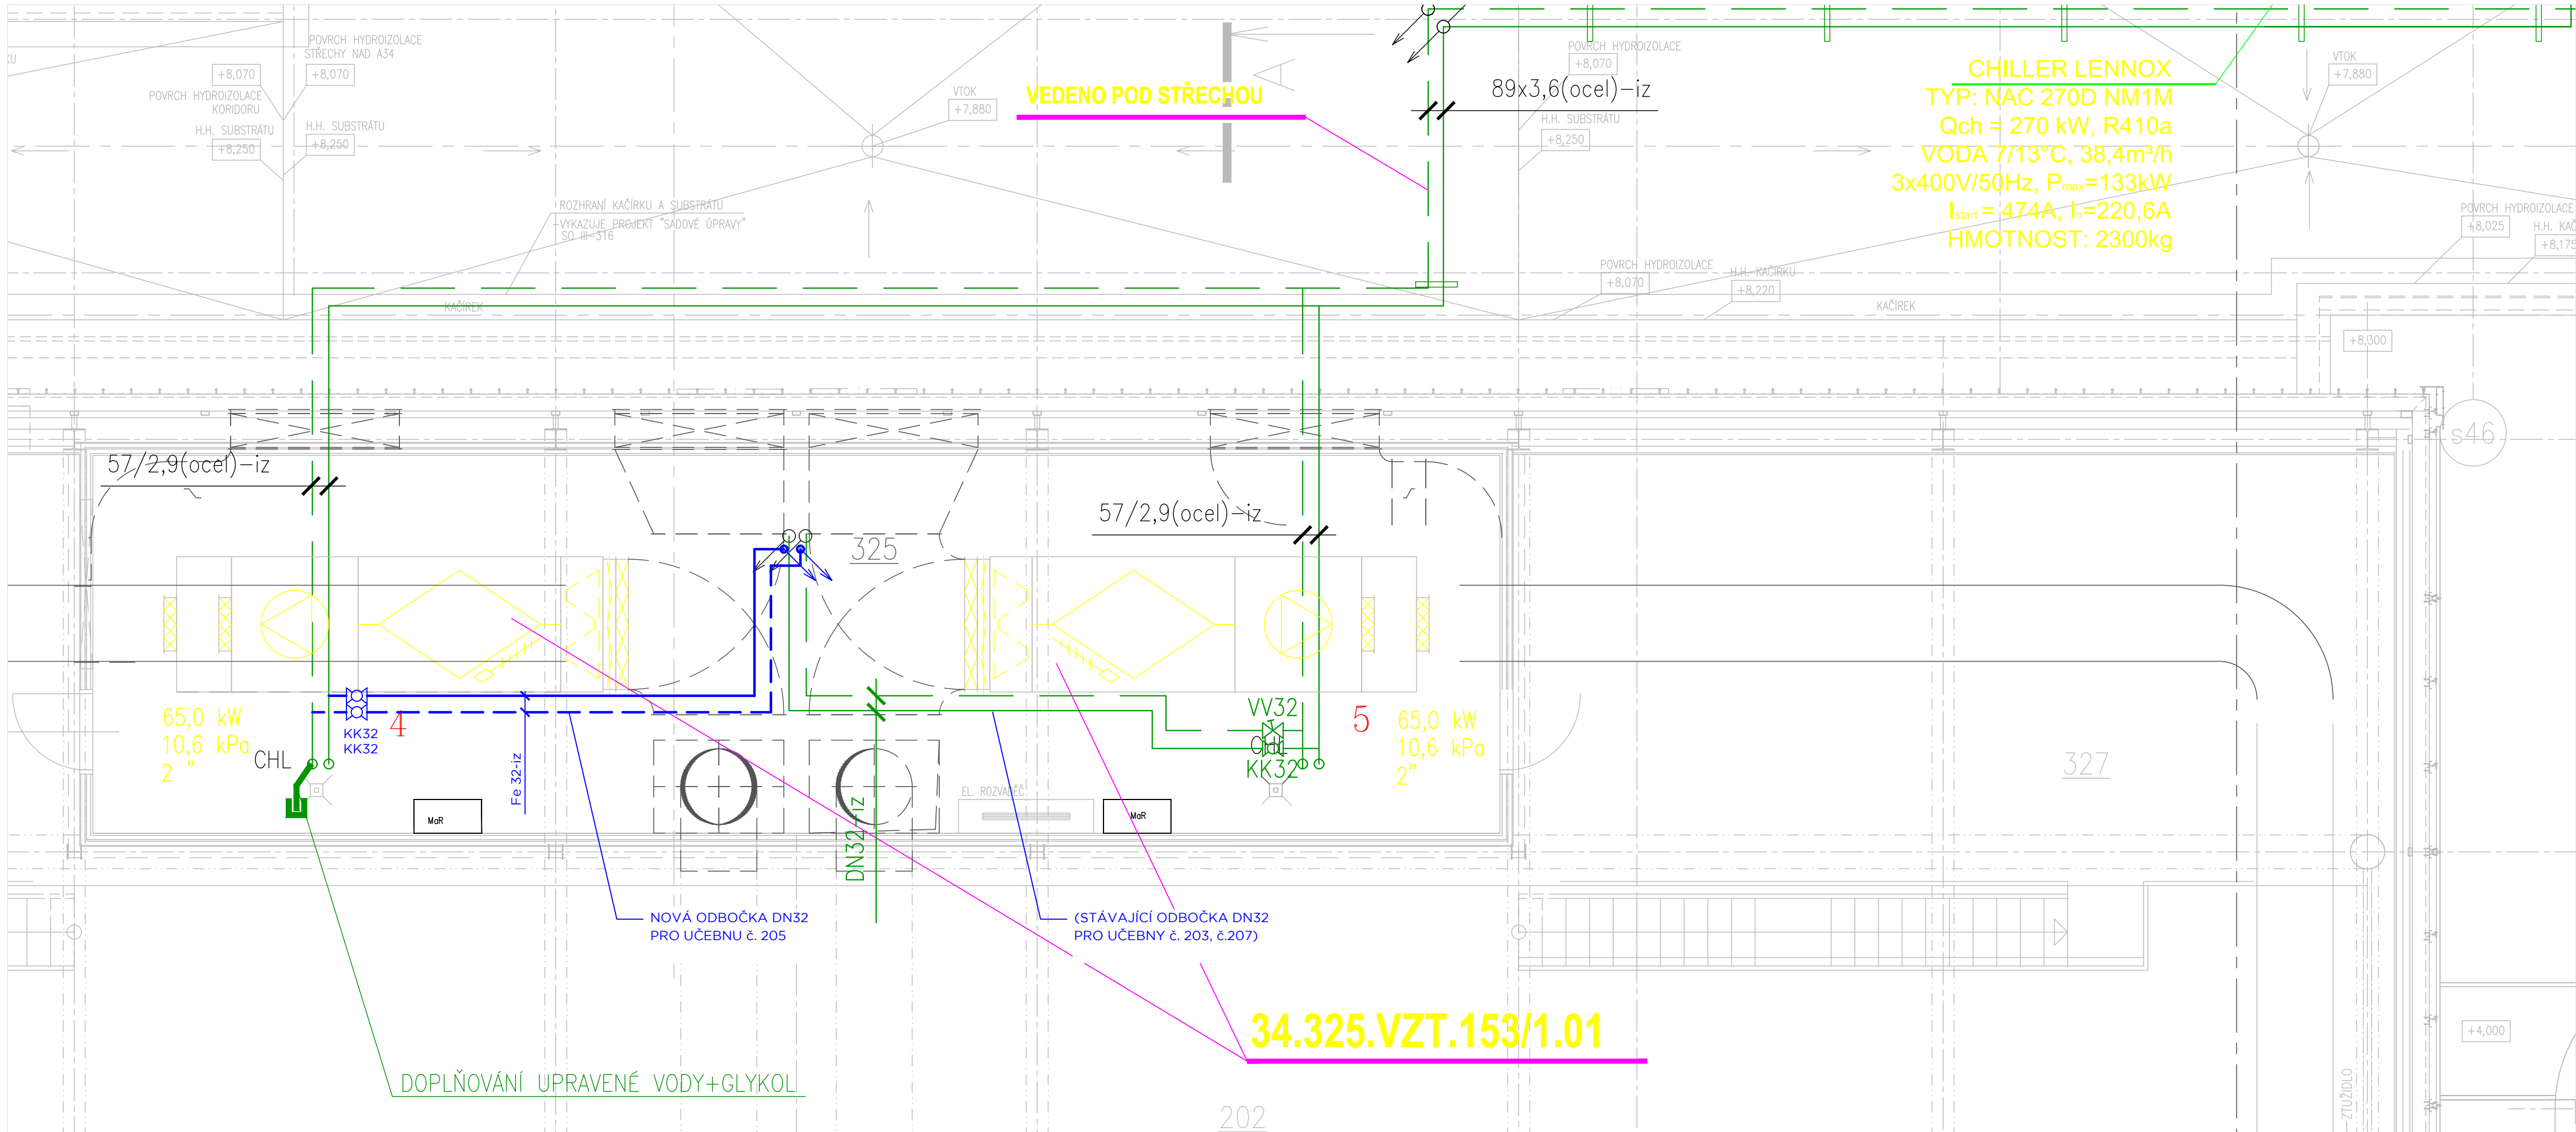 POVRCH HYDROIZOLACE
STŘECHY NAD A34
+8,070
+8,070
POVRCH HYDROIZOLACE
KORIDORU
H.H. SUBSTRÁTU
+8,250
H.H. SUBSTRÁTU
+8,250
ROZHRANÍ KAČÍRKU A SUBSTRÁTU
-VYKAZUJE PROJEKT "SADOVÉ ÚPRAVY"
SO III-316
KAČÍREK
VTOK
+7,880
VEDENO POD STŘECHOU
89x3,6(ocel)-iz
POVRCH HYDROIZOLACE
+8,070
H.H. SUBSTRÁTU
+8,250
CHILLER LENNOX
TYP: NAC 270D NM1M
Qch = 270 kW, R410a
VODA 7/13°C, 38,4m³/h
3x400V/50Hz, Pmax=133kW
Istart = 474A, In=220,6A
HMOTNOST: 2300kg
VTOK
+7,880
POVRCH HYDROIZOLACE
+8,025
+8,175
POVRCH HYDROIZOLACE
+8,070
H.H. KAČÍRKU
+8,220
KAČÍREK
+8,300
s46
57/2,9(ocel)-iz
57/2,9(ocel)-iz
325
65,0 kW
10,6 kPa
2 "
CHL
KK32
KK32
4
Fe 32-iz
MaR
DN32-iz
EL. ROZVADĚČ
MaR
VV32
CHL
KK32
5
65,0 kW
10,6 kPa
2"
327
NOVÁ ODBOČKA DN32
PRO UČEBNU č. 205
(STÁVAJÍCÍ ODBOČKA DN32
PRO UČEBNY č. 203, č.207)
34.325.VZT.153/1.01
DOPLŇOVÁNÍ UPRAVENÉ VODY+GLYKOL
202
ZTUŽIDLO
+4,000